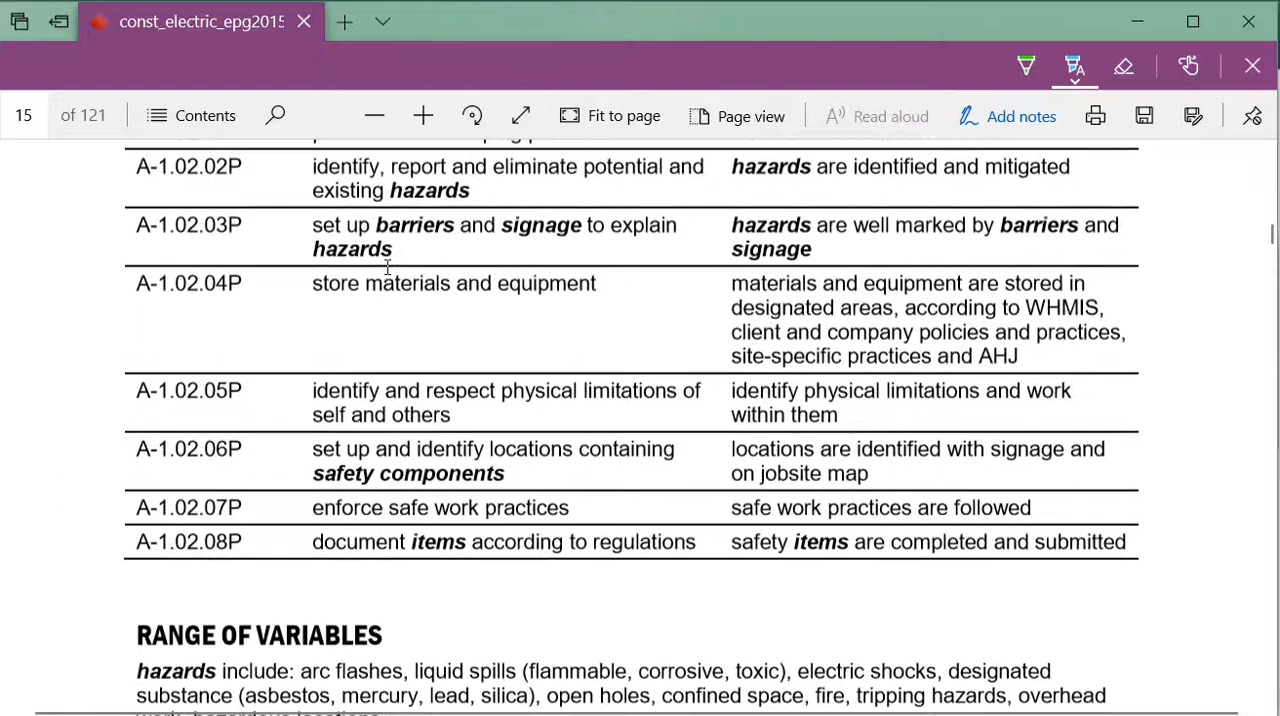 const_electric_epg2015
15 of 121 Contents Fit to page Page view Read aloud Add notes
A-1.02.02P identify, report and eliminate potential and hazards are identified and mitigated
existing hazards
A-1.02.03P set up barriers and signage to explain hazards are well marked by barriers and
hazards signage
A-1.02.04P store materials and equipment materials and equipment are stored in
designated areas, according to WHMIS,
client and company policies and practices,
site-specific practices and AHJ
A-1.02.05P identify and respect physical limitations of identify physical limitations and work
self and others within them
A-1.02.06P set up and identify locations containing locations are identified with signage and
safety components on jobsite map
A-1.02.07P enforce safe work practices safe work practices are followed
A-1.02.08P document items according to regulations safety items are completed and submitted
RANGE OF VARIABLES
hazards include: arc flashes, liquid spills (flammable, corrosive, toxic), electric shocks, designated
substance (asbestos, mercury, lead, silica), open holes, confined space, fire, tripping hazards, overhead